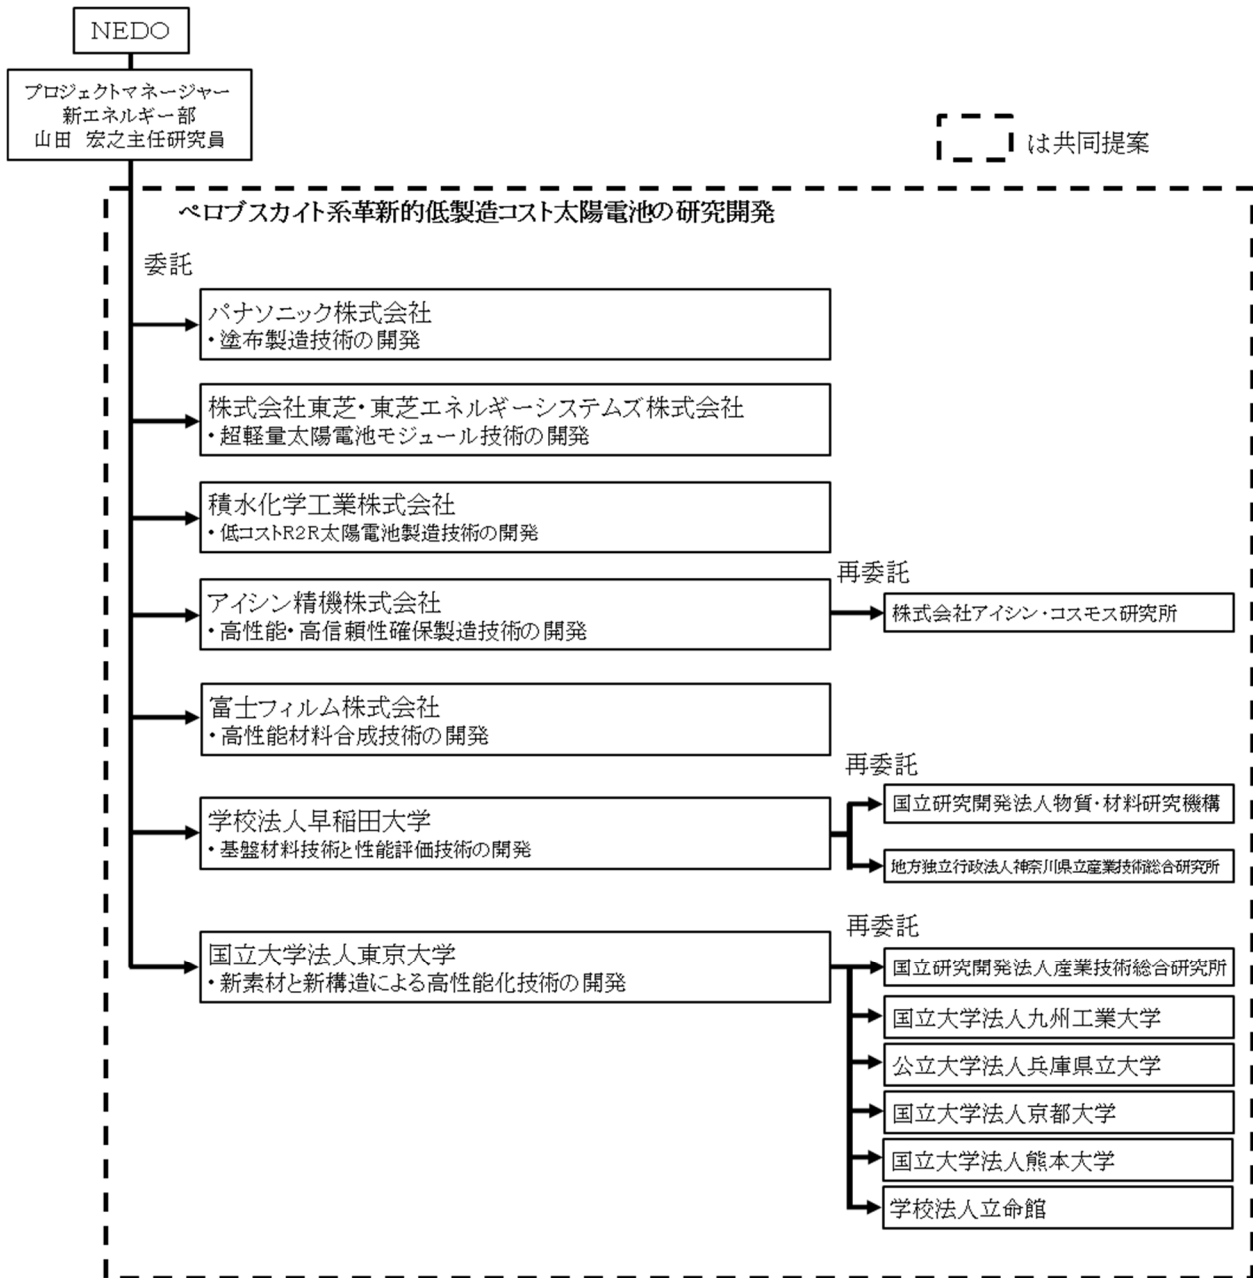 NEDO
プロジェクトマネージャー
新エネルギー部
山田 宏之主任研究員
は共同提案
ペロブスカイト系革新的低製造コスト太陽電池の研究開発
委託
パナソニック株式会社
・塗布製造技術の開発
株式会社東芝・東芝エネルギーシステムズ株式会社
・超軽量太陽電池モジュール技術の開発
積水化学工業株式会社
・低コストR2R太陽電池製造技術の開発
アイシン精機株式会社
・高性能・高信頼性確保製造技術の開発
再委託
株式会社アイシン・コスモス研究所
富士フィルム株式会社
・高性能材料合成技術の開発
学校法人早稲田大学
・基盤材料技術と性能評価技術の開発
再委託
国立研究開発法人物質・材料研究機構
地方独立行政法人神奈川県立産業技術総合研究所
国立大学法人東京大学
・新素材と新構造による高性能化技術の開発
再委託
国立研究開発法人産業技術総合研究所
国立大学法人九州工業大学
公立大学法人兵庫県立大学
国立大学法人京都大学
国立大学法人熊本大学
学校法人立命館